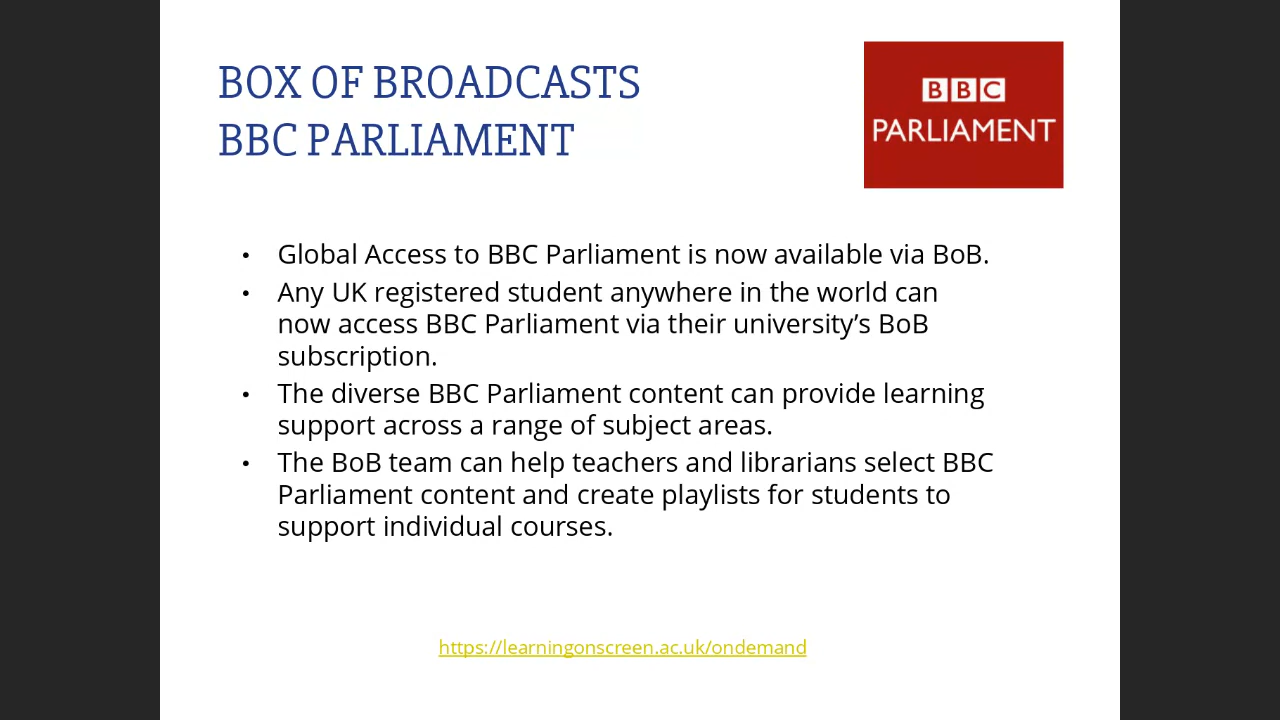 BOX OF BROADCASTS
BBC PARLIAMENT
BBC
PARLIAMENT
• Global Access to BBC Parliament is now available via BoB.
• Any UK registered student anywhere in the world can
now access BBC Parliament via their university’s BoB
subscription.
• The diverse BBC Parliament content can provide learning
support across a range of subject areas.
• The BoB team can help teachers and librarians select BBC
Parliament content and create playlists for students to
support individual courses.
https://learningonscreen.ac.uk/ondemand